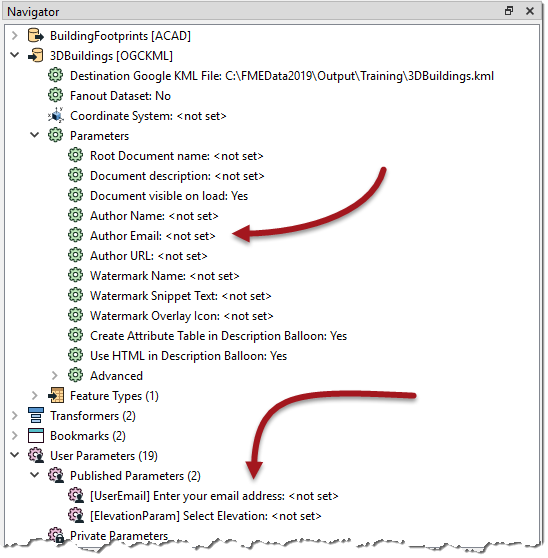 Navigator
BuildingFootprints [ACAD]
3DBuildings [OGCKML]
Destination Google KML File: C:\FMEData2019\Output\Training\3DBuildings.kml
Fanout Dataset: No
Coordinate System: <not set>
Parameters
Root Document name: <not set>
Document description: <not set>
Document visible on load: Yes
Author Name: <not set>
Author Email: <not set>
Author URL: <not set>
Watermark Name: <not set>
Watermark Snippet Text: <not set>
Watermark Overlay Icon: <not set>
Create Attribute Table in Description Balloon: Yes
Use HTML in Description Balloon: Yes
Advanced
Feature Types (1)
Transformers (2)
Bookmarks (2)
User Parameters (19)
Published Parameters (2)
[UserEmail] Enter your email address: <not set>
[ElevationParam] Select Elevation: <not set>
Private Parameters